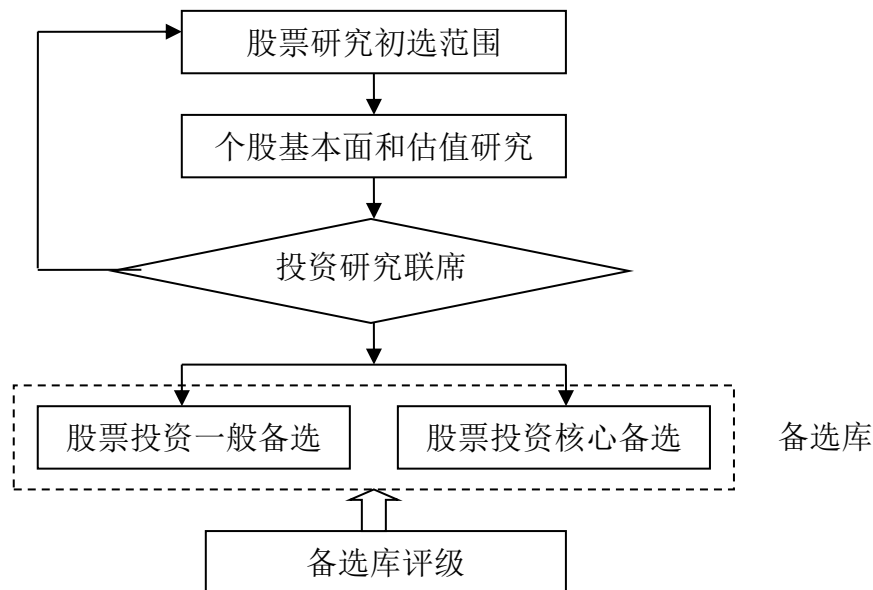 股票研究初选范围
个股基本面和估值研究
投资研究联席
股票投资一般备选
股票投资核心备选
备选库
备选库评级